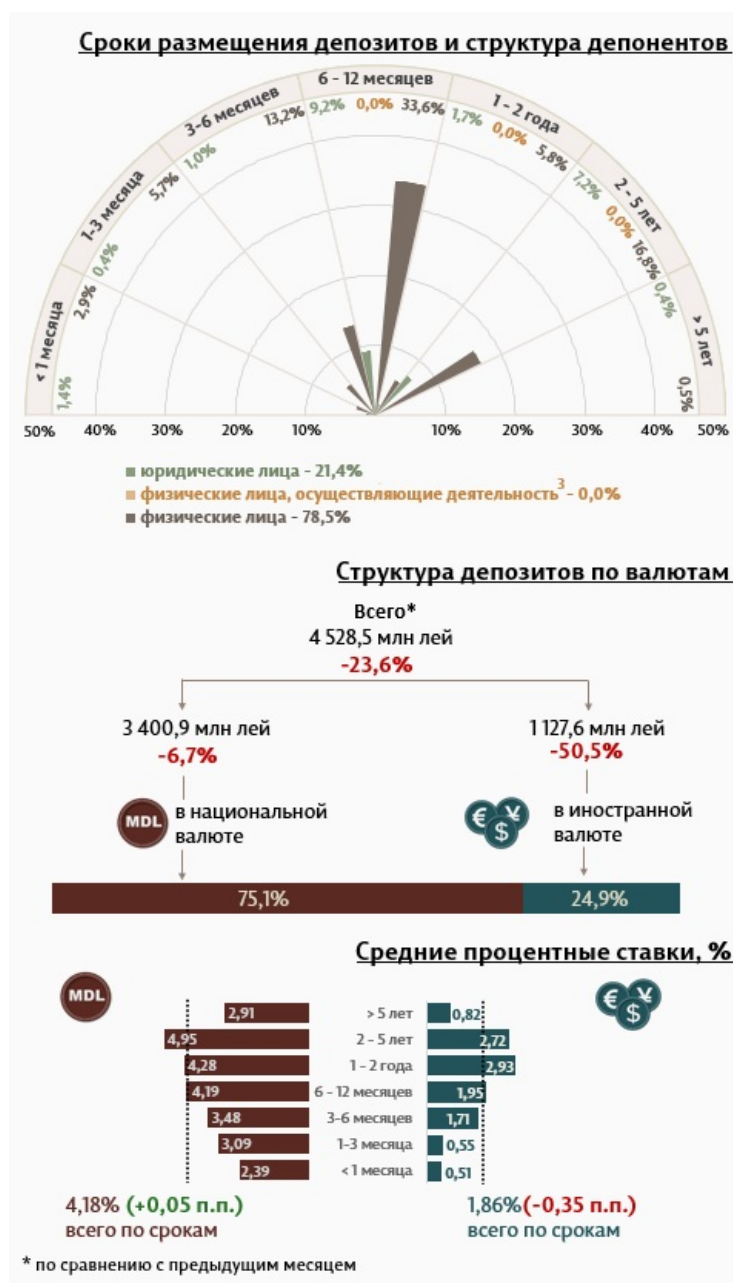 Сроки размещения депозитов и структура депонентов
6 - 12 месяцев
3-6 месяцев
1 - 2 года
1-3 месяца
2 - 5 лет
< 1 месяца
> 5 лет
1,4%
2,9%
0,4%
5,7%
1,0%
13,2%
9,2%
0,0%
33,6%
1,7%
0,0%
5,8%
7,2%
0,0%
16,8%
0,4%
0,5%
50% 40% 30% 20% 10% 10% 20% 30% 40% 50%
юридические лица - 21,4%
физические лица, осуществляющие деятельность3 - 0,0%
физические лица - 78,5%
Структура депозитов по валютам
Всего*
4 528,5 млн лей
-23,6%
3 400,9 млн лей
-6,7%
1 127,6 млн лей
-50,5%
MDL
в национальной
валюте
€ ¥ $
в иностранной
валюте
75,1% 24,9%
Средние процентные ставки, %
MDL
€ ¥ $
2,91 > 5 лет 0,82
4,95 2 - 5 лет 2,72
4,28 1 - 2 года 2,93
4,19 6 - 12 месяцев 1,95
3,48 3-6 месяцев 1,71
3,09 1-3 месяца 0,55
2,39 <1 месяца 0,51
4,18% (+0,05 п.п.)
всего по срокам
1,86%(-0,35 п.п.)
всего по срокам
* по сравнению с предыдущим месяцем